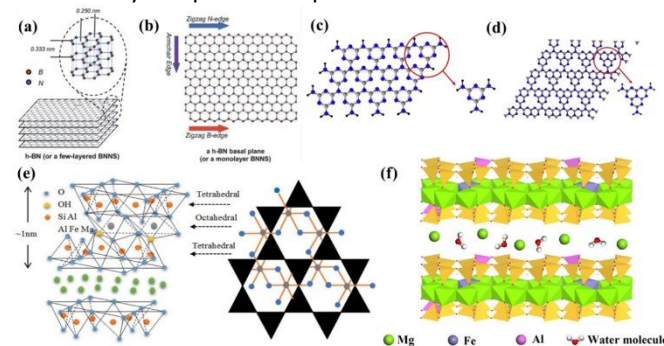 (a)
0.250 nm
0.333 nm
B
N
h-BN (or a few-layered BNNS)
(b)
Zigzag N-edge
Armchair Edge
Zigzag B-edge
a h-BN basal plane
(or a monolayer BNNS)
(c)
(d)
(e)
~1nm
O
OH
Si Al
Al Fe Mg
Tetrahedral
Octahedral
Tetrahedral
(f)
Mg
Fe
Al
Water molecule